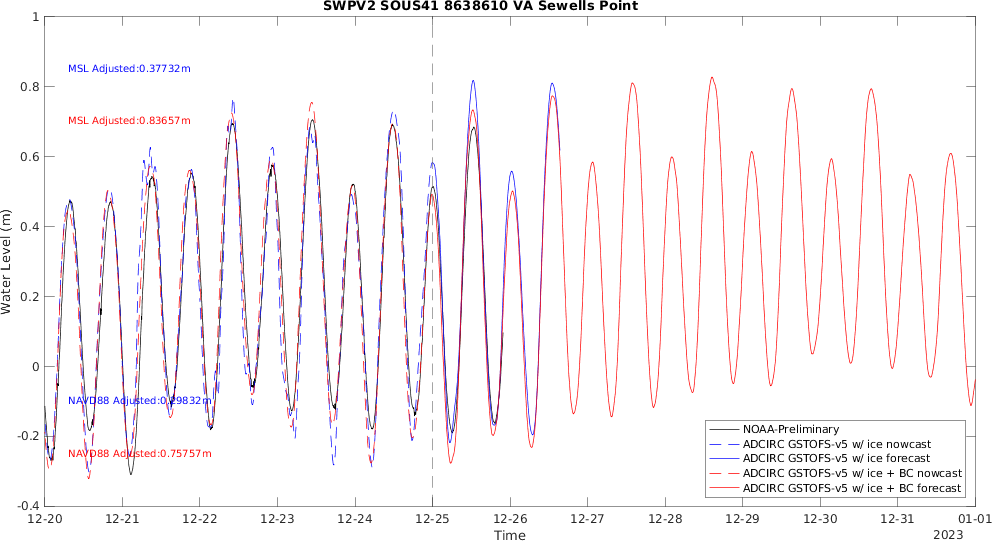 SWPV2 SOUS41 8638610 VA Sewells Point
MSL Adjusted:0.37732m
MSL Adjusted:0.83657m
NAVD88 Adjusted:0.29832m
NAVD88 Adjusted:0.75757m
Water Level (m)
1
0.8
0.6
0.4
0.2
0
-0.2
-0.4
NOAA-Preliminary
ADCIRC GSTOFS-v5 w/ ice nowcast
ADCIRC GSTOFS-v5 w/ ice forecast
ADCIRC GSTOFS-v5 w/ ice + BC nowcast
ADCIRC GSTOFS-v5 w/ ice + BC forecast
12-20 12-21 12-22 12-23 12-24 12-25 12-26 12-27 12-28 12-29 12-30 12-31 01-01
Time
2023